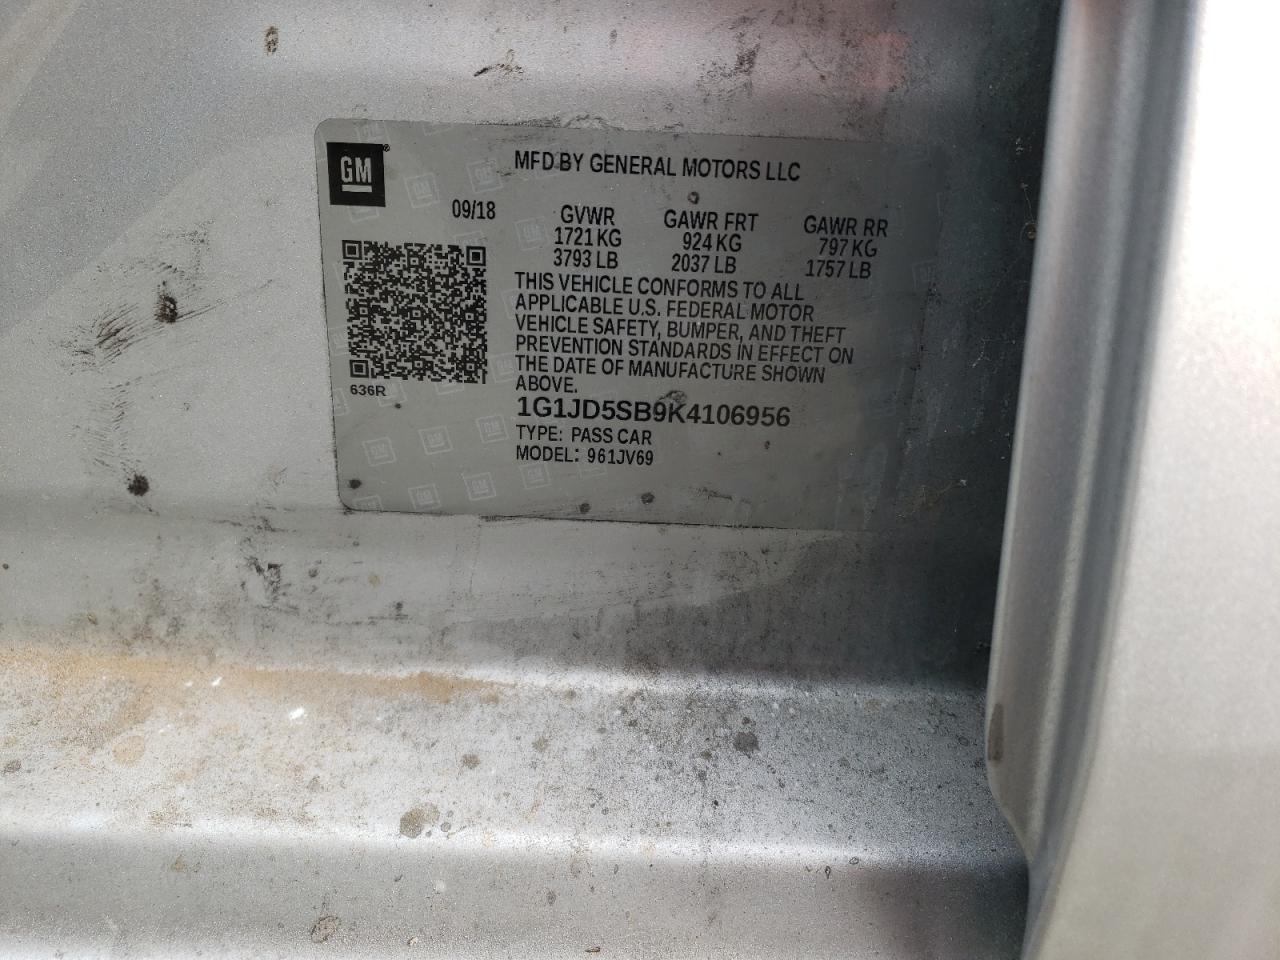 GM
MFD BY GENERAL MOTORS LLC
09/18 GVWR GAWR FRT GAWR RR
1721 KG 924 KG 797 KG
3793 LB 2037 LB 1757 LB
THIS VEHICLE CONFORMS TO ALL
APPLICABLE U.S. FEDERAL MOTOR
VEHICLE SAFETY, BUMPER, AND THEFT
PREVENTION STANDARDS IN EFFECT ON
THE DATE OF MANUFACTURE SHOWN
ABOVE.
636R
1G1JD5SB9K4106956
TYPE: PASS CAR
MODEL: 961JV69